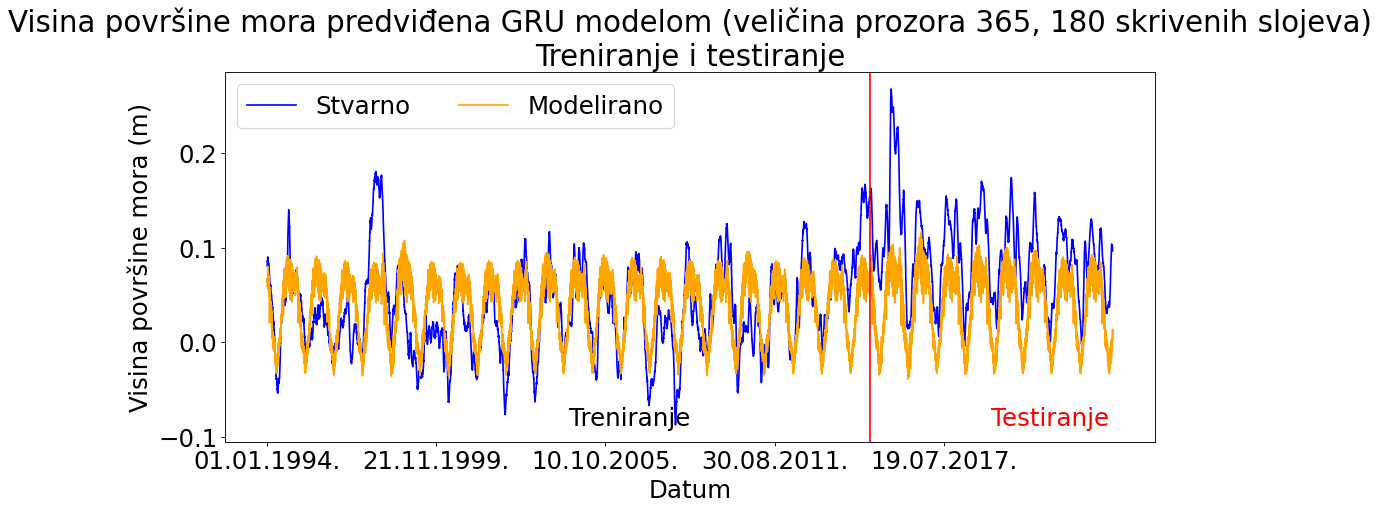 Visina površine mora predviđena GRU modelom (veličina prozora 365, 180 skrivenih slojeva)
Treniranje i testiranje
Stvarno
Modelirano
Visina površine mora (m)
0.2
0.1
0.0
−0.1
Treniranje
Testiranje
01.01.1994.
21.11.1999.
10.10.2005.
30.08.2011.
19.07.2017.
Datum